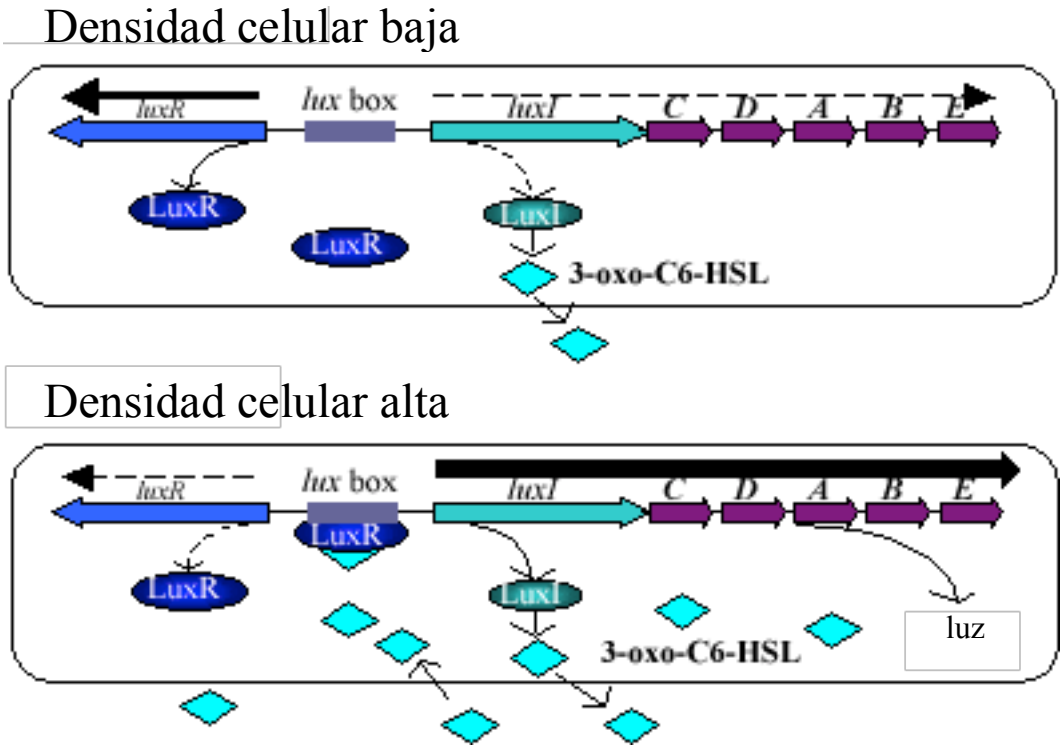 Densidad celular baja
luxR lux box luxI C D A B E
LuxR LuxI
LuxR
3-oxo-C6-HSL
Densidad celular alta
luxR lux box luxI C D A B E
LuxR
LuxR LuxI
luz
3-oxo-C6-HSL